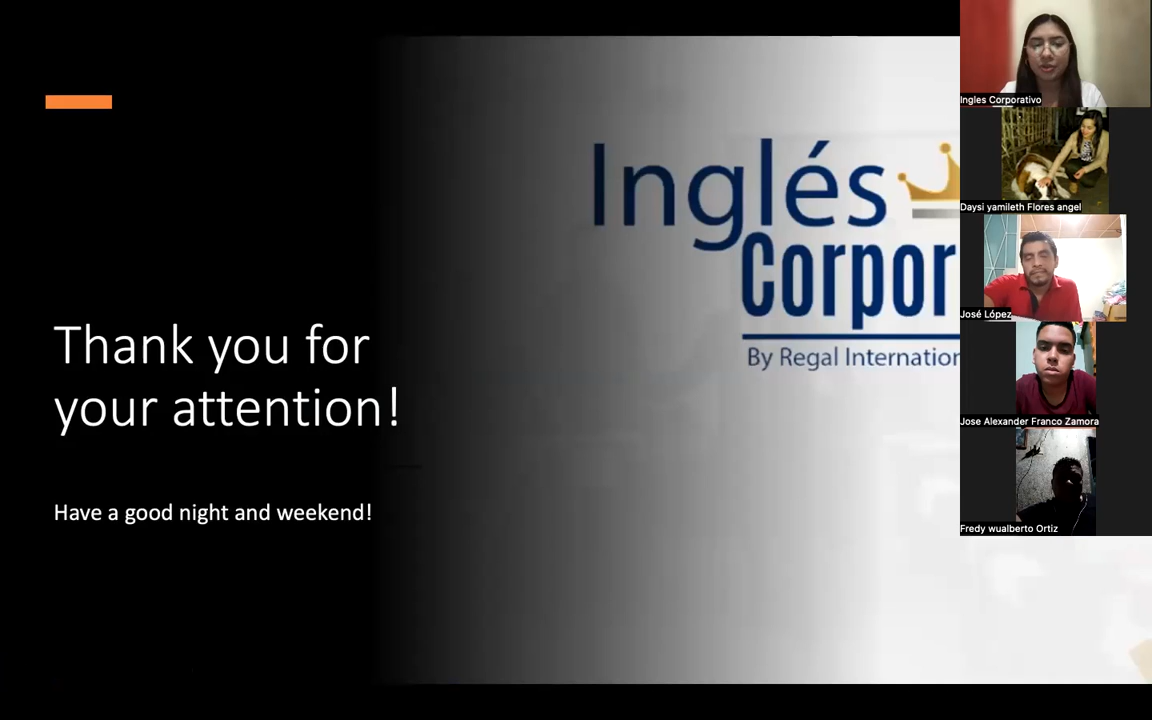 Inglés
Corpor
By Regal Internation
Thank you for
your attention!
Have a good night and weekend!
Ingles Corporativo
Daysi yamileth Flores angel
José López
Jose Alexander Franco Zamora
Fredy wualberto Ortiz